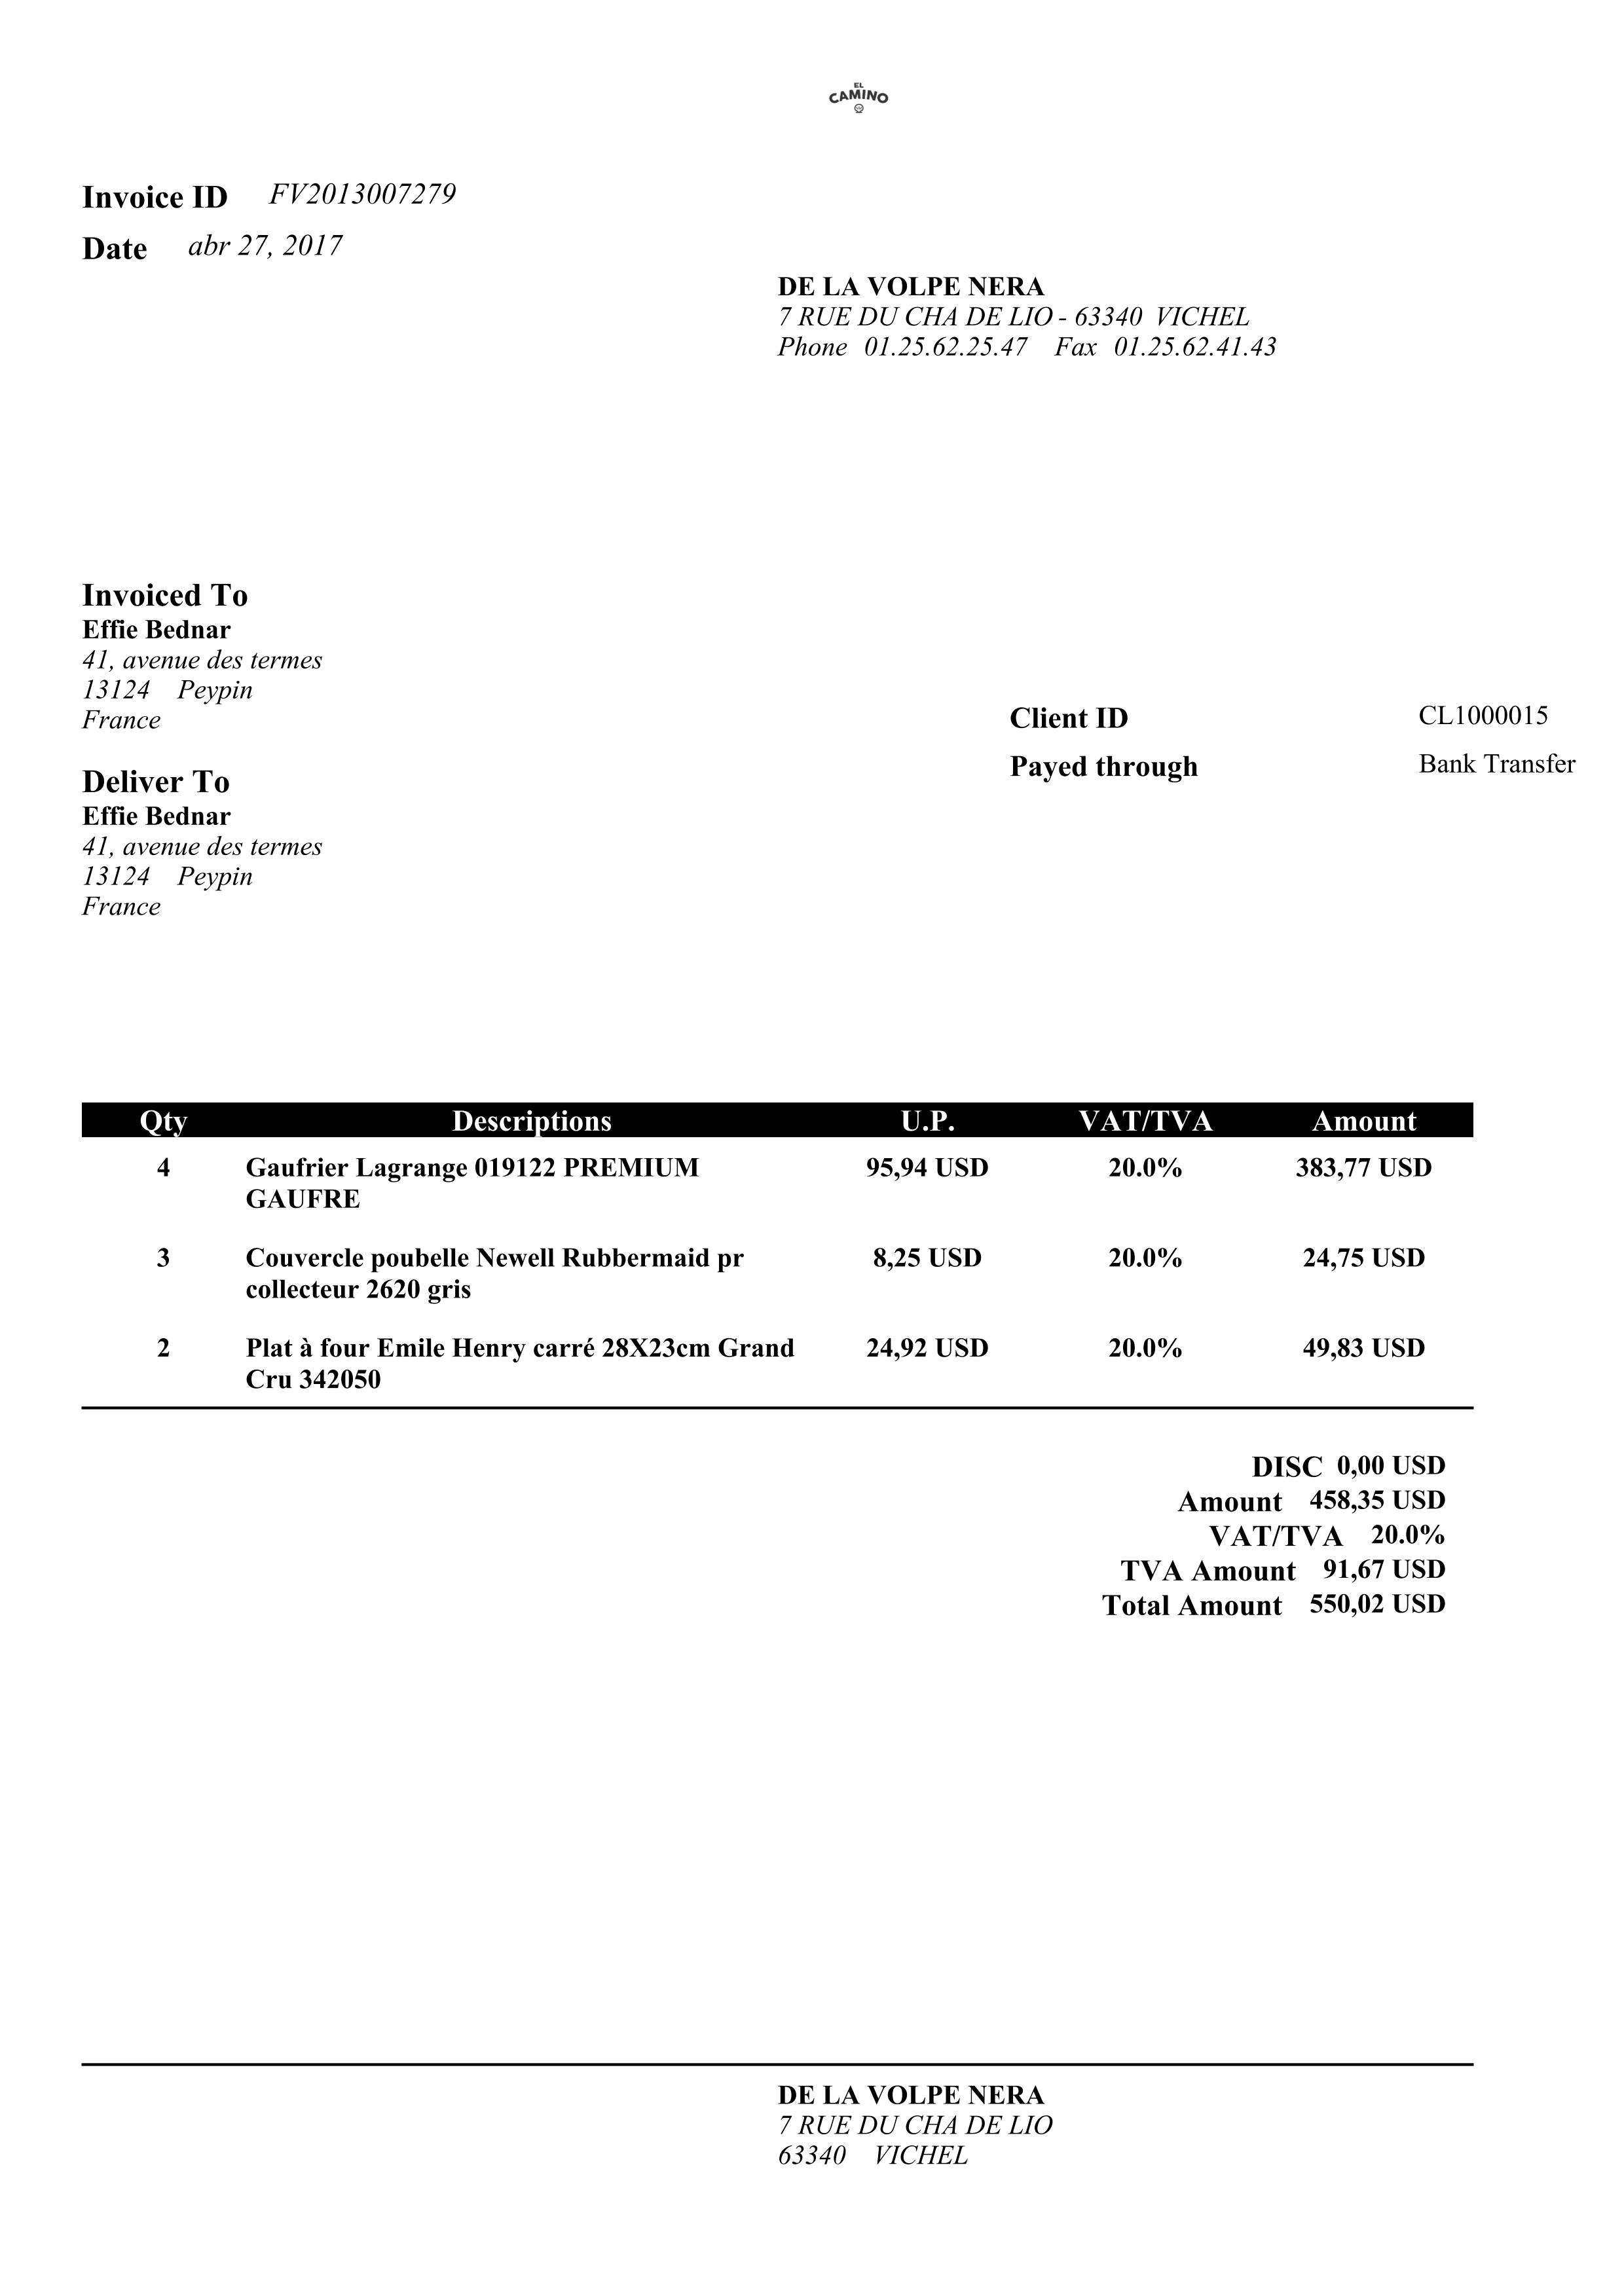 EL
CAMINO
Invoice ID FV2013007279
Date abr 27, 2017
DE LA VOLPE NERA
7 RUE DU CHA DE LIO - 63340 VICHEL
Phone 01.25.62.25.47 Fax 01.25.62.41.43
Invoiced To
Effie Bednar
41, avenue des termes
13124 Peypin
France
Client ID CL1000015
Payed through Bank Transfer
Deliver To
Effie Bednar
41, avenue des termes
13124 Peypin
France
Qty Descriptions U.P. VAT/TVA Amount
4 Gaufrier Lagrange 019122 PREMIUM 95,94 USD 20.0% 383,77 USD
GAUFRE
3 Couvercle poubelle Newell Rubbermaid pr 8,25 USD 20.0% 24,75 USD
collecteur 2620 gris
2 Plat à four Emile Henry carré 28X23cm Grand 24,92 USD 20.0% 49,83 USD
Cru 342050
DISC 0,00 USD
Amount 458,35 USD
VAT/TVA 20.0%
TVA Amount 91,67 USD
Total Amount 550,02 USD
DE LA VOLPE NERA
7 RUE DU CHA DE LIO
63340 VICHEL